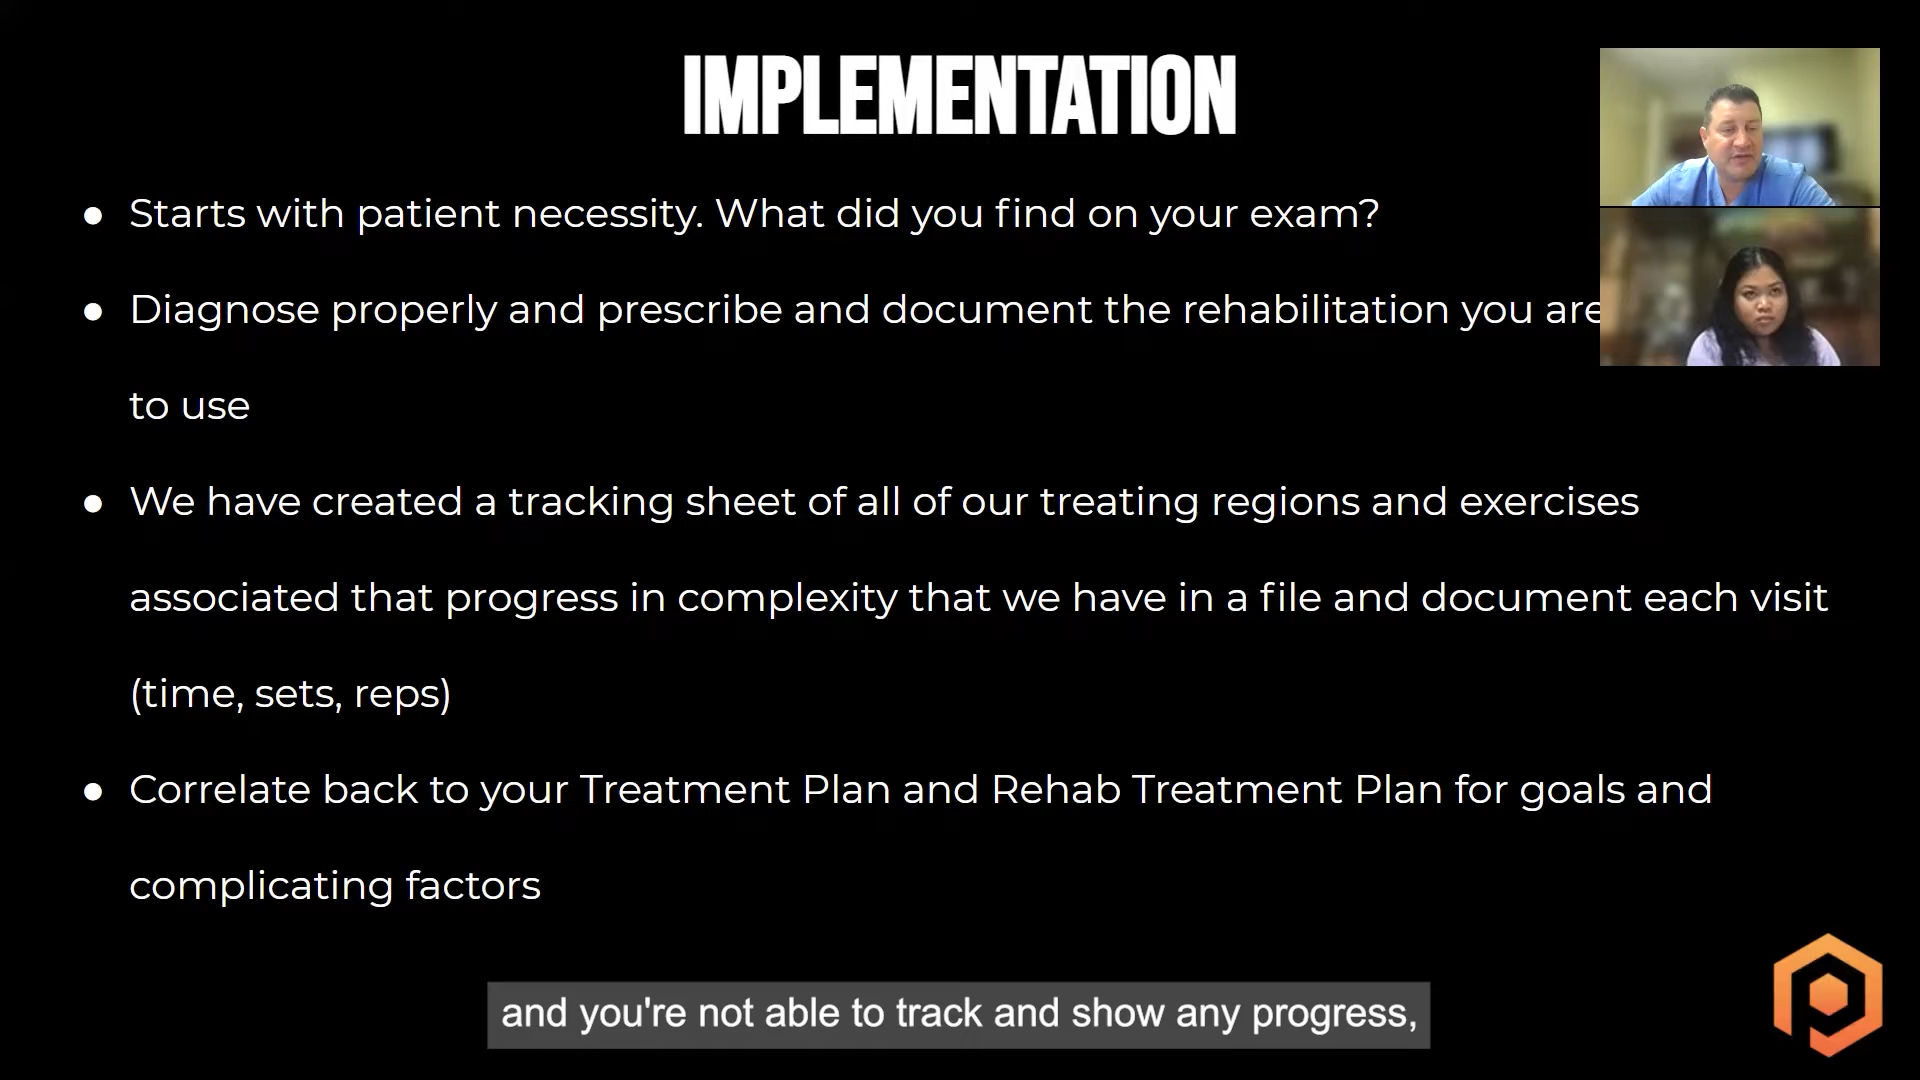 IMPLEMENTATION
● Starts with patient necessity. What did you find on your exam?
● Diagnose properly and prescribe and document the rehabilitation you are
to use
● We have created a tracking sheet of all of our treating regions and exercises
associated that progress in complexity that we have in a file and document each visit
(time, sets, reps)
● Correlate back to your Treatment Plan and Rehab Treatment Plan for goals and
complicating factors
and you're not able to track and show any progress,